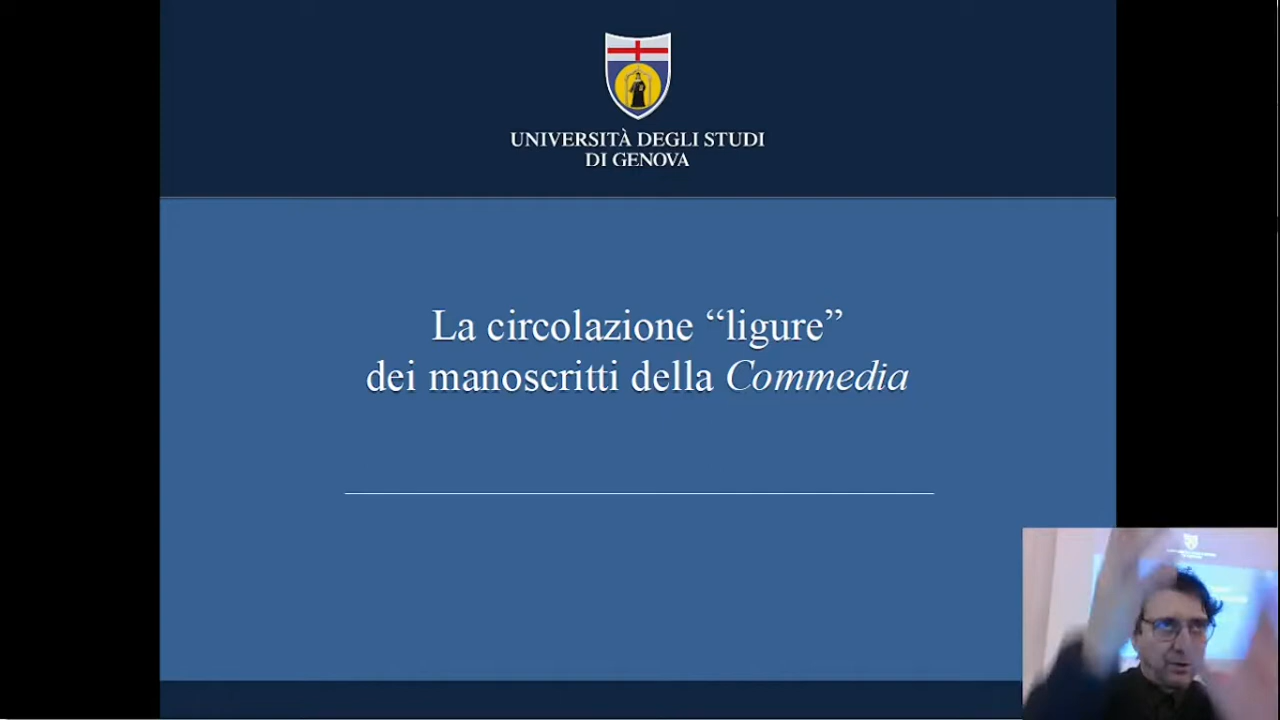 UNIVERSITÀ DEGLI STUDI
DI GENOVA
La circolazione “ligure”
dei manoscritti della Commedia